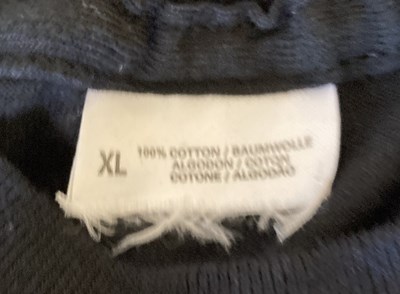 XL
100% COTTON / BAUMWOLLE
ALGODON / COTON
COTONE / ALGODAO